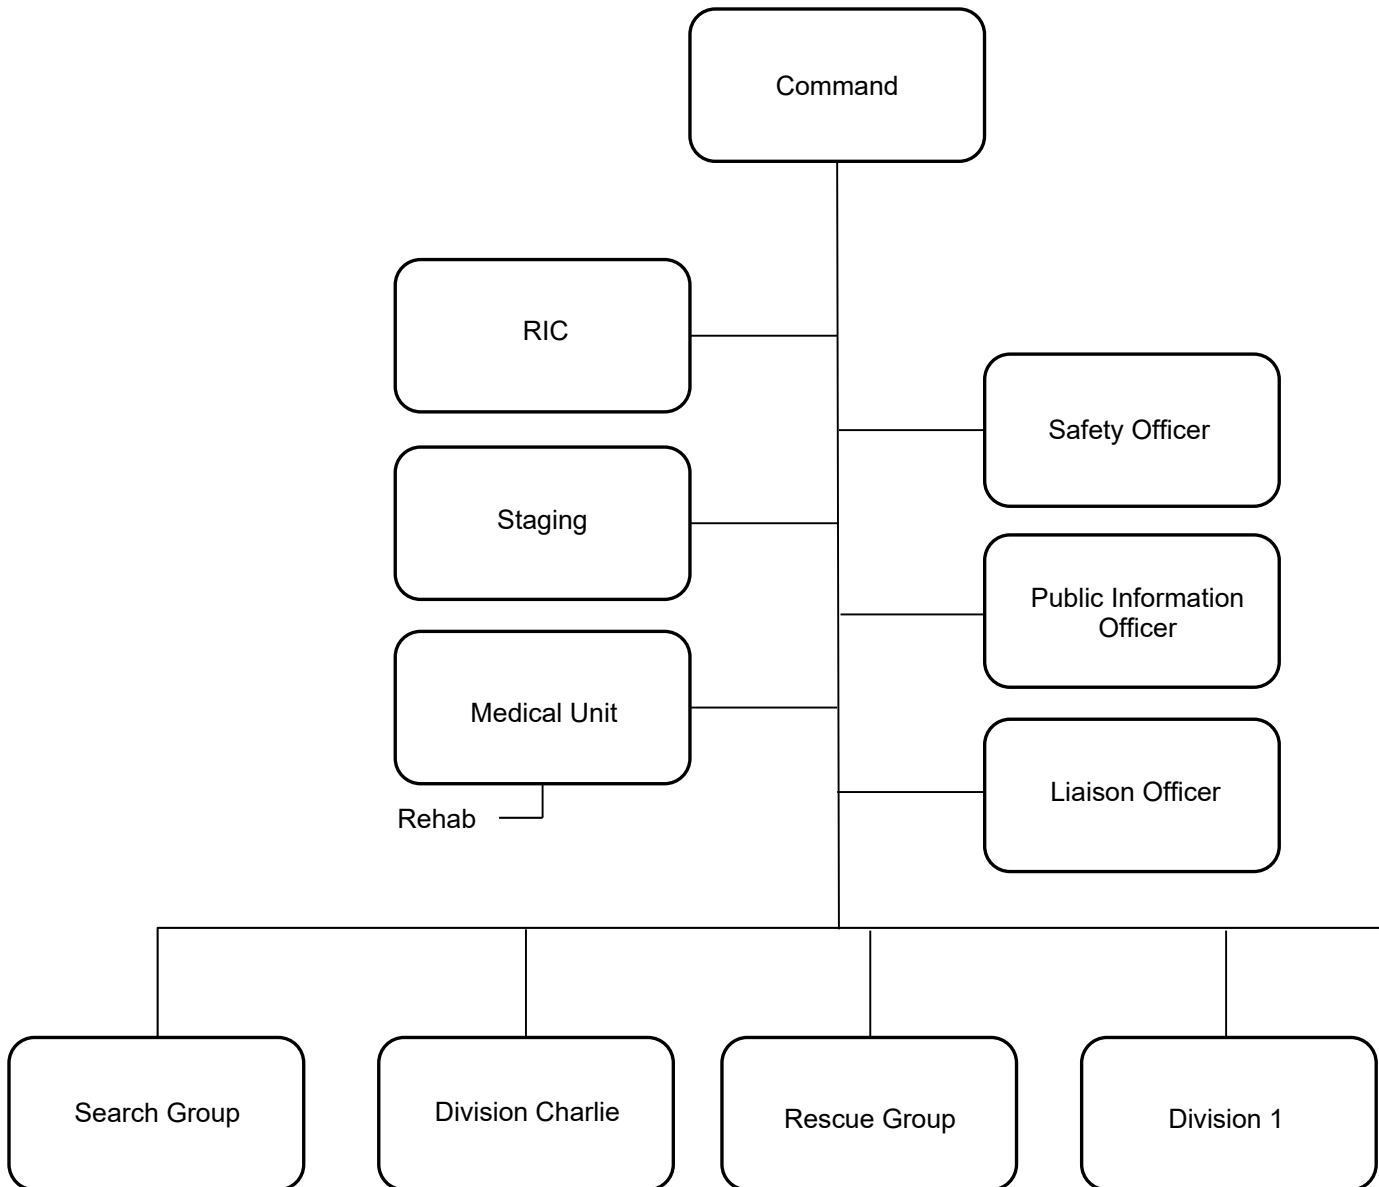 Command
RIC
Safety Officer
Staging
Public Information
Officer
Medical Unit
Liaison Officer
Rehab
Search Group
Division Charlie
Rescue Group
Division 1